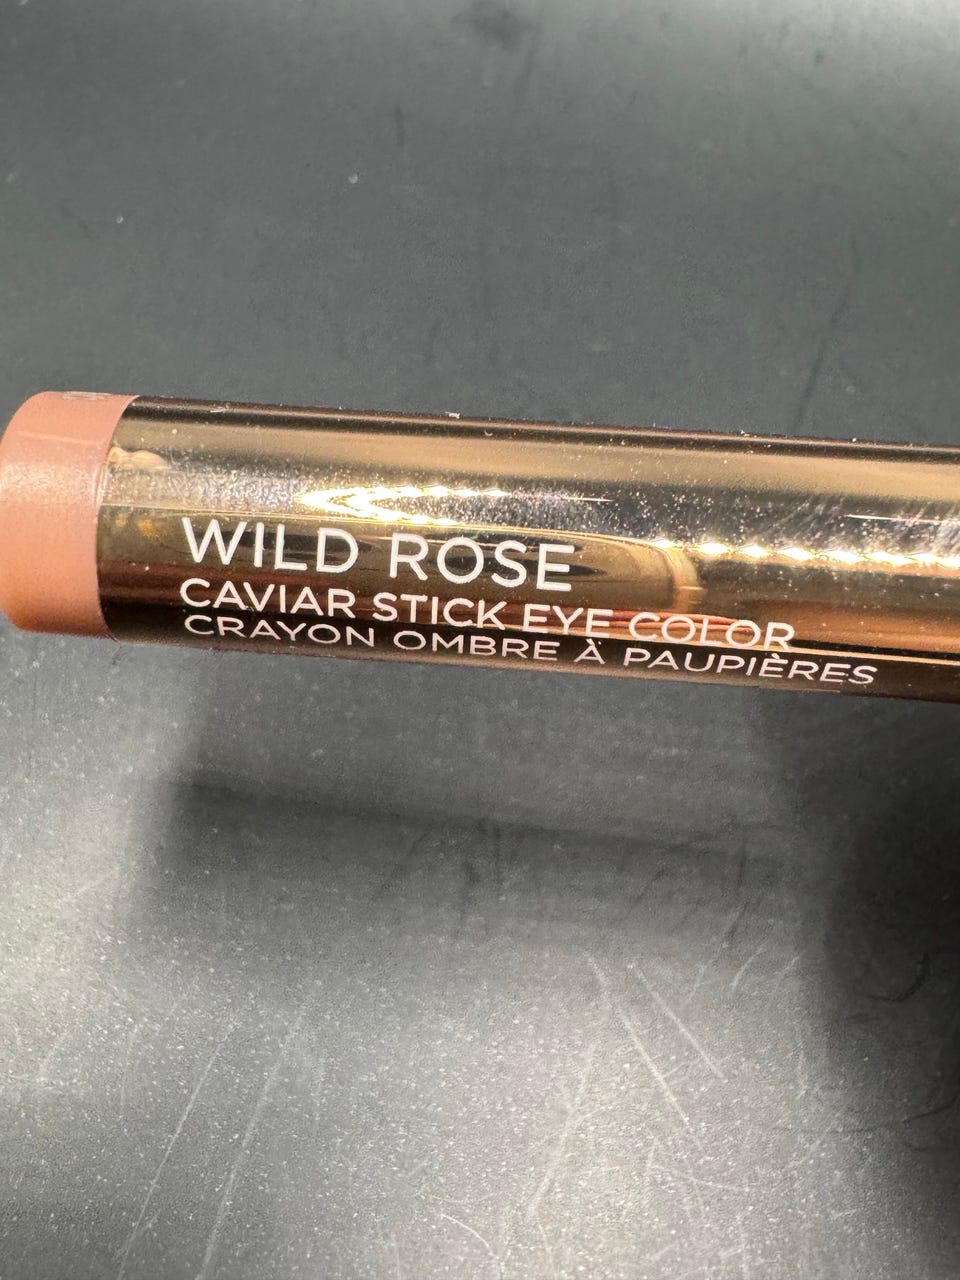 WILD ROSE
CAVIAR STICK EYE COLOR
CRAYON OMBRE À PAUPIÈRES